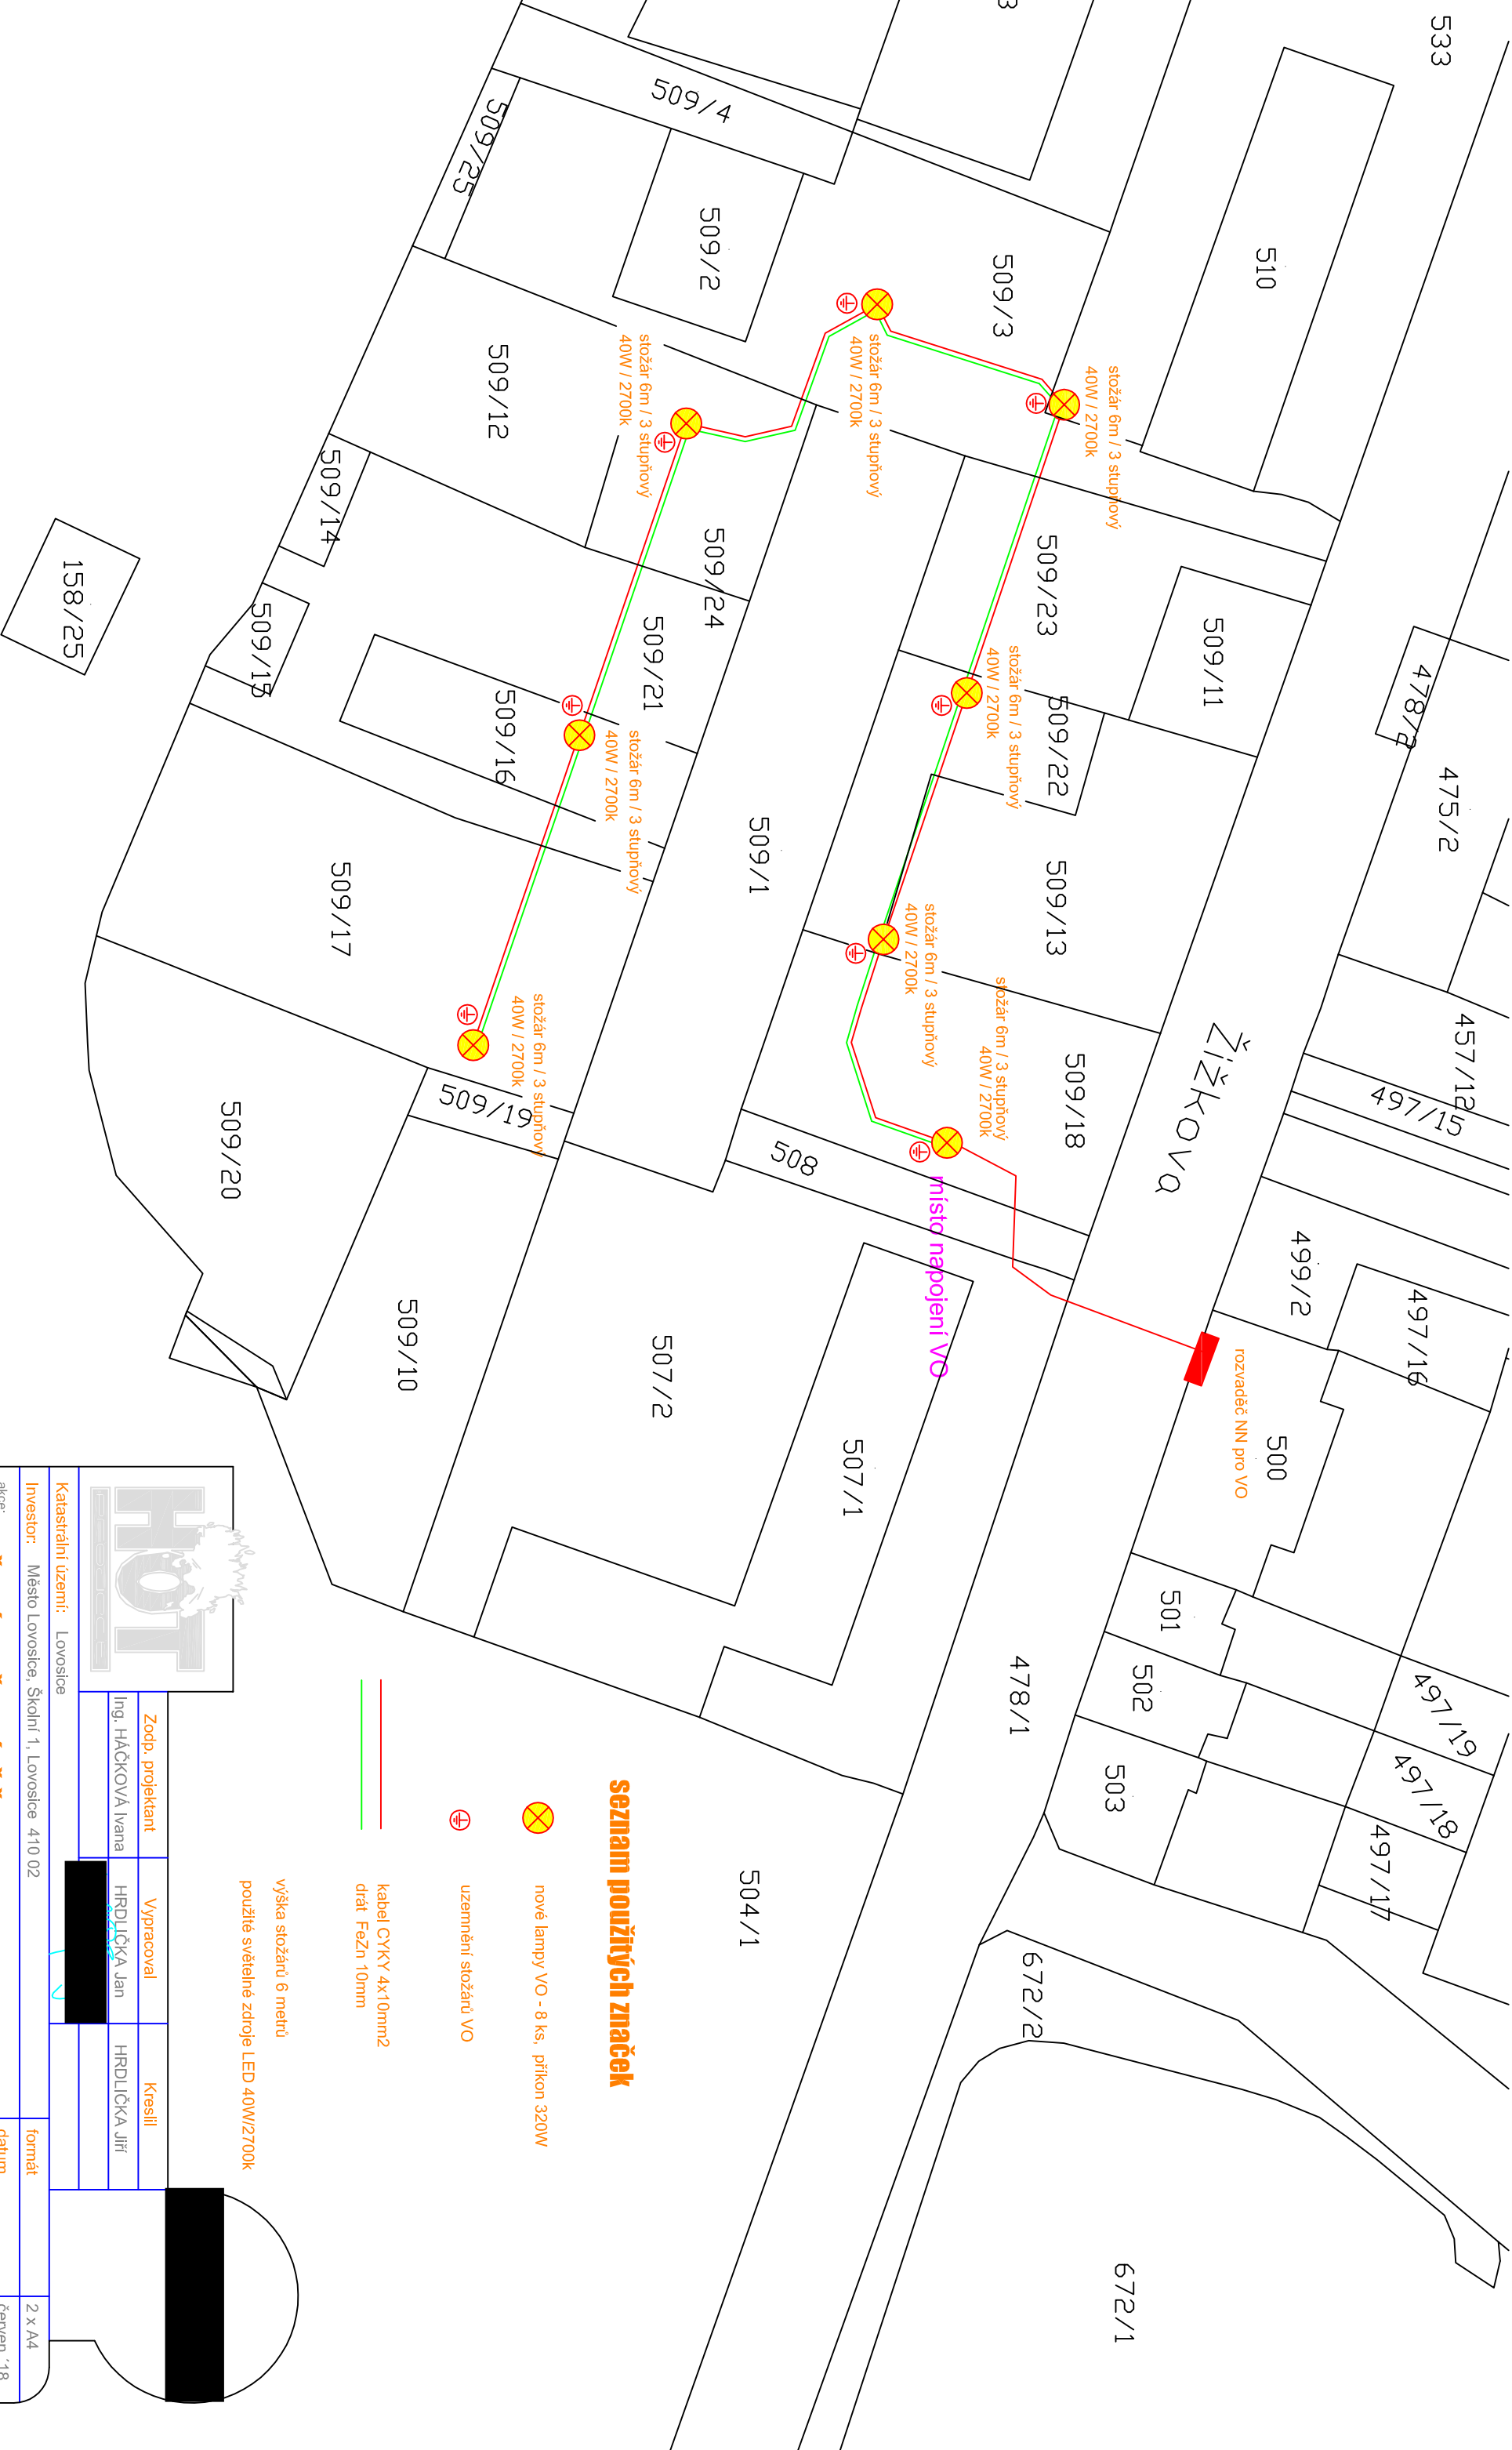 533
510
478/2
475/2
457/12
497/15
499/2
497/16
500
497/19
497/18
497/17
501
502
503
478/1
672/2
672/1
504/1
ŽiŽKOVA
rozvaděč NN pro VO
místo napojení VO
509/4
509/25
509/2
509/3
509/12
509/14
509/15
158/25
509/24
509/21
509/16
509/23
509/11
509/22
509/1
509/13
509/17
509/18
509/19
509/20
508
509/10
507/2
507/1
stožár 6m / 3 stupňový
40W / 2700k
stožár 6m / 3 stupňový
40W / 2700k
stožár 6m / 3 stupňový
40W / 2700k
stožár 6m / 3 stupňový
40W / 2700k
stožár 6m / 3 stupňový
40W / 2700k
stožár 6m / 3 stupňový
40W / 2700k
stožár 6m / 3 stupňový
40W / 2700k
stožár 6m / 3 stupňový
40W / 2700k
seznam použitých značek
nové lampy VO - 8 ks, příkon 320W
uzemnění stožárů VO
kabel CYKY 4x10mm2
drát FeZn 10mm
výška stožárů 6 metrů
použité světelné zdroje LED 40W/2700k
HOT
Zodp. projektant Vypracoval Kreslil
Ing. HÁČKOVÁ Ivana HRDLIČKA Jan HRDLIČKA Jiří
Katastrální území: Lovosice
Investor: Město Lovosice, Školní 1, Lovosice 410 02
formát 2 x A4
akce:
datum červen ´18